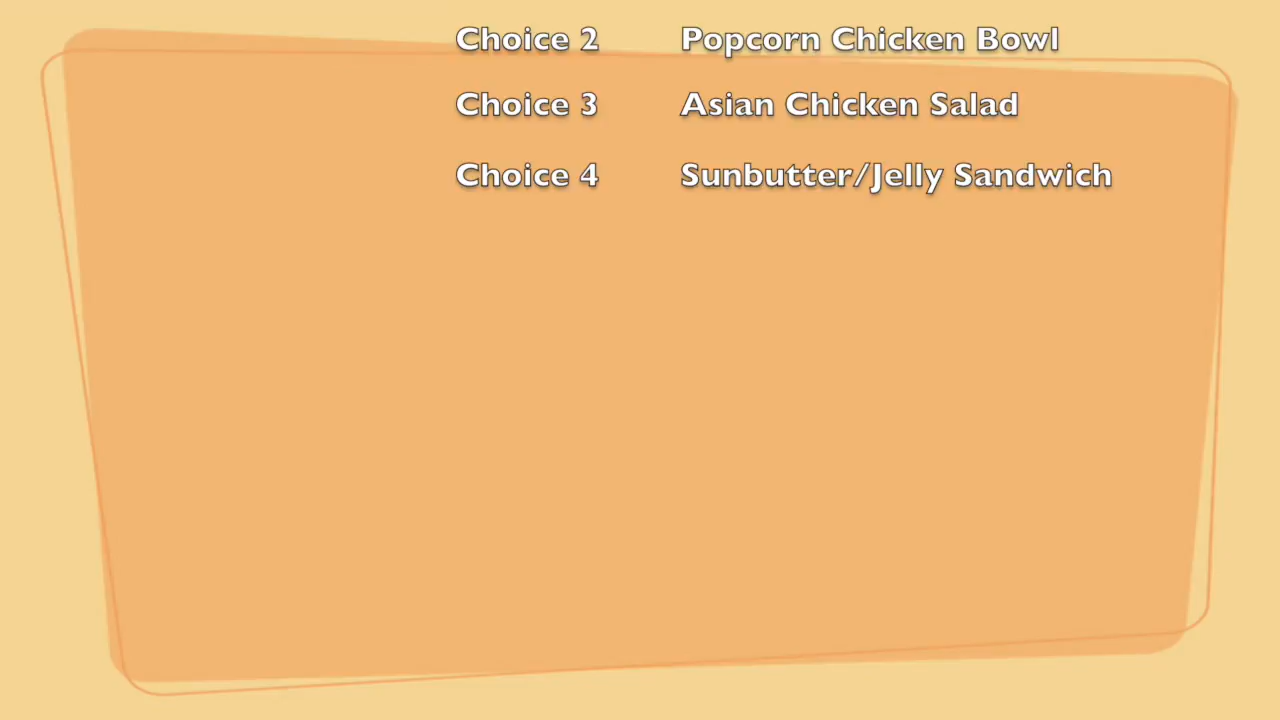 Choice 2 Popcorn Chicken Bowl
Choice 3 Asian Chicken Salad
Choice 4 Sunbutter/Jelly Sandwich